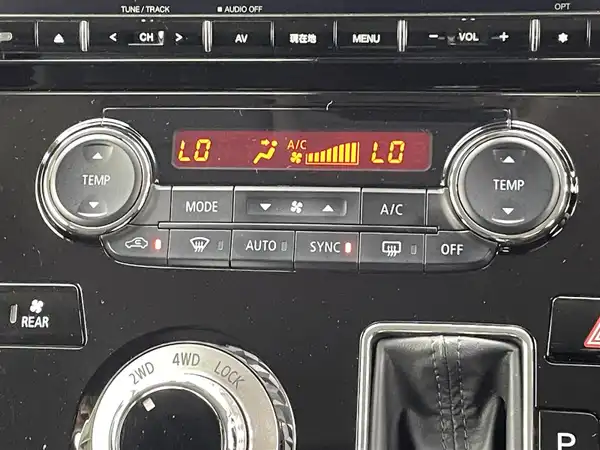 TUNE / TRACK
AUDIO OFF
OPT
< CH >
AV
現在地
MENU
− VOL +
LO A/C LO
TEMP
TEMP
MODE
A/C
AUTO
SYNC
OFF
REAR
2WD 4WD LOCK
P